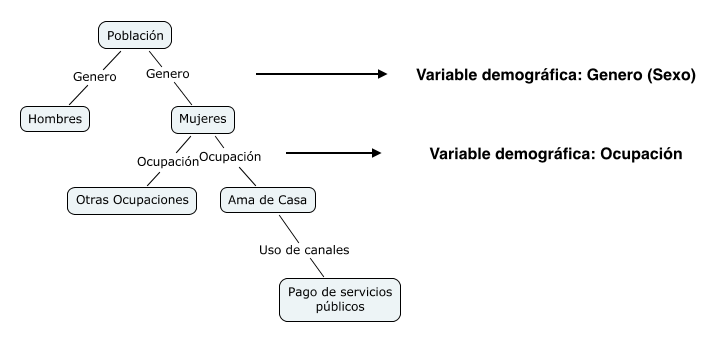 Población
Genero
Genero
Variable demográfica: Genero (Sexo)
Hombres
Mujeres
Ocupación
Ocupación
Variable demográfica: Ocupación
Otras Ocupaciones
Ama de Casa
Uso de canales
Pago de servicios
públicos